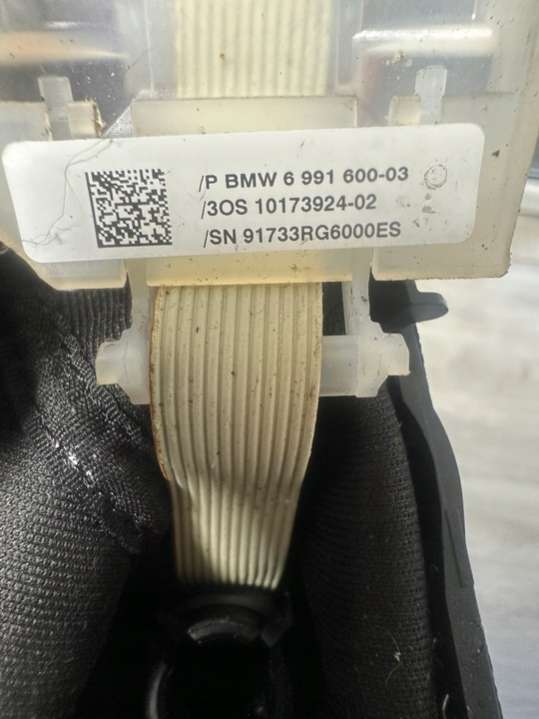 /P BMW 6 991 600-03
/3OS 10173924-02
/SN 91733RG6000ES